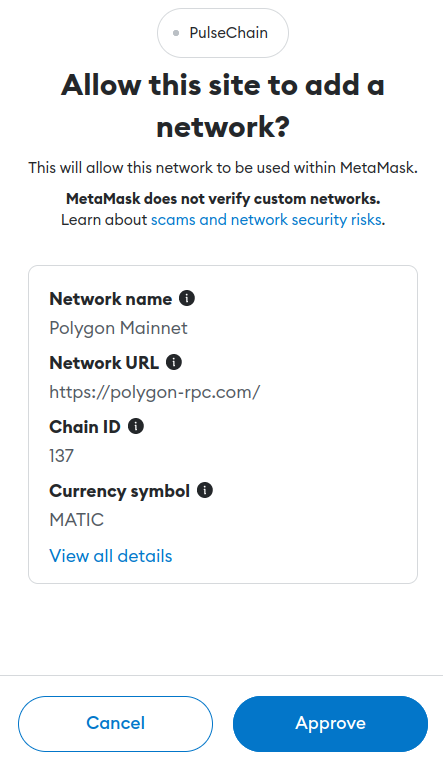 PulseChain
Allow this site to add a
network?
This will allow this network to be used within MetaMask.
MetaMask does not verify custom networks.
Learn about scams and network security risks.
Network name
Polygon Mainnet
Network URL
https://polygon-rpc.com/
Chain ID
137
Currency symbol
MATIC
View all details
Cancel
Approve